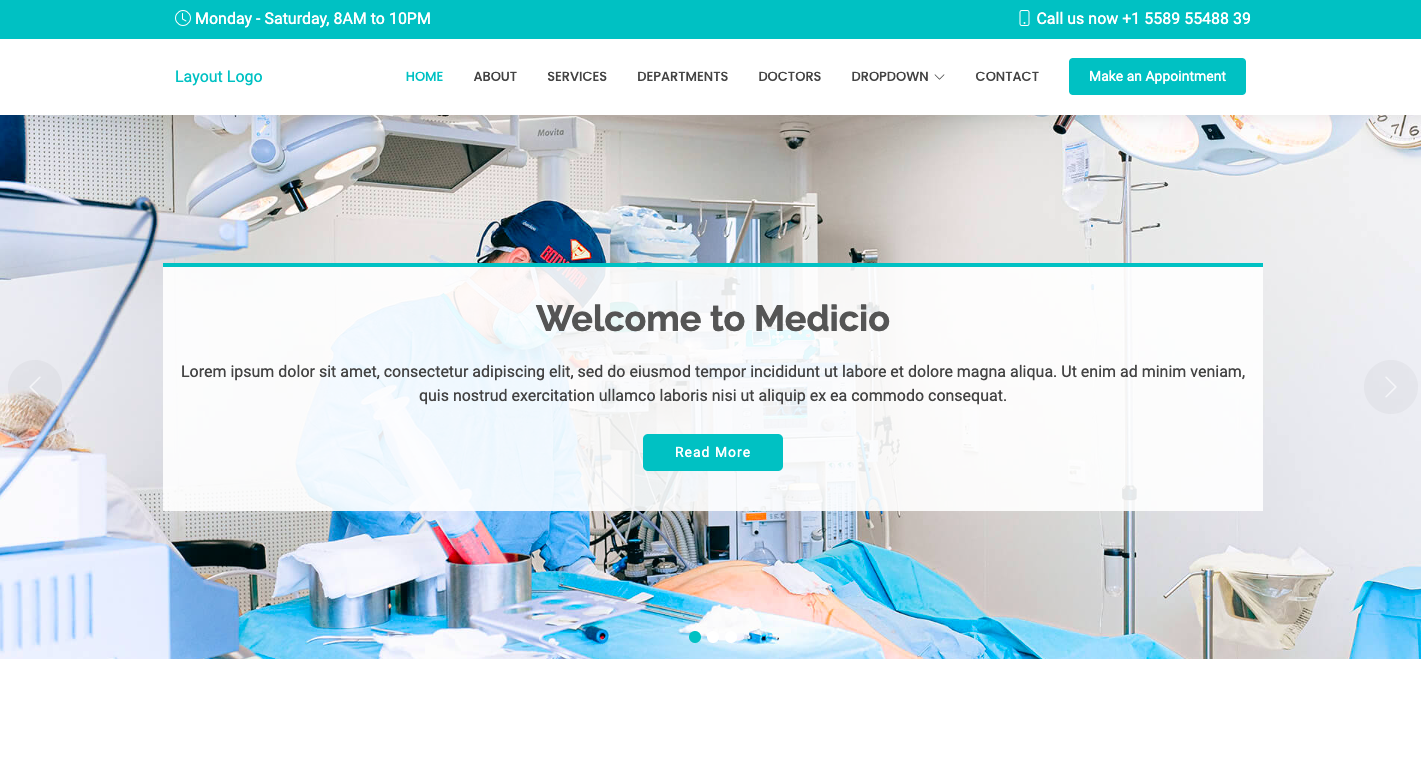 Monday - Saturday, 8AM to 10PM
Call us now +1 5589 55488 39
Layout Logo
HOME
ABOUT
SERVICES
DEPARTMENTS
DOCTORS
DROPDOWN
CONTACT
Make an Appointment
Movita
Welcome to Medicio
Lorem ipsum dolor sit amet, consectetur adipiscing elit, sed do eiusmod tempor incididunt ut labore et dolore magna aliqua. Ut enim ad minim veniam,
quis nostrud exercitation ullamco laboris nisi ut aliquip ex ea commodo consequat.
Read More